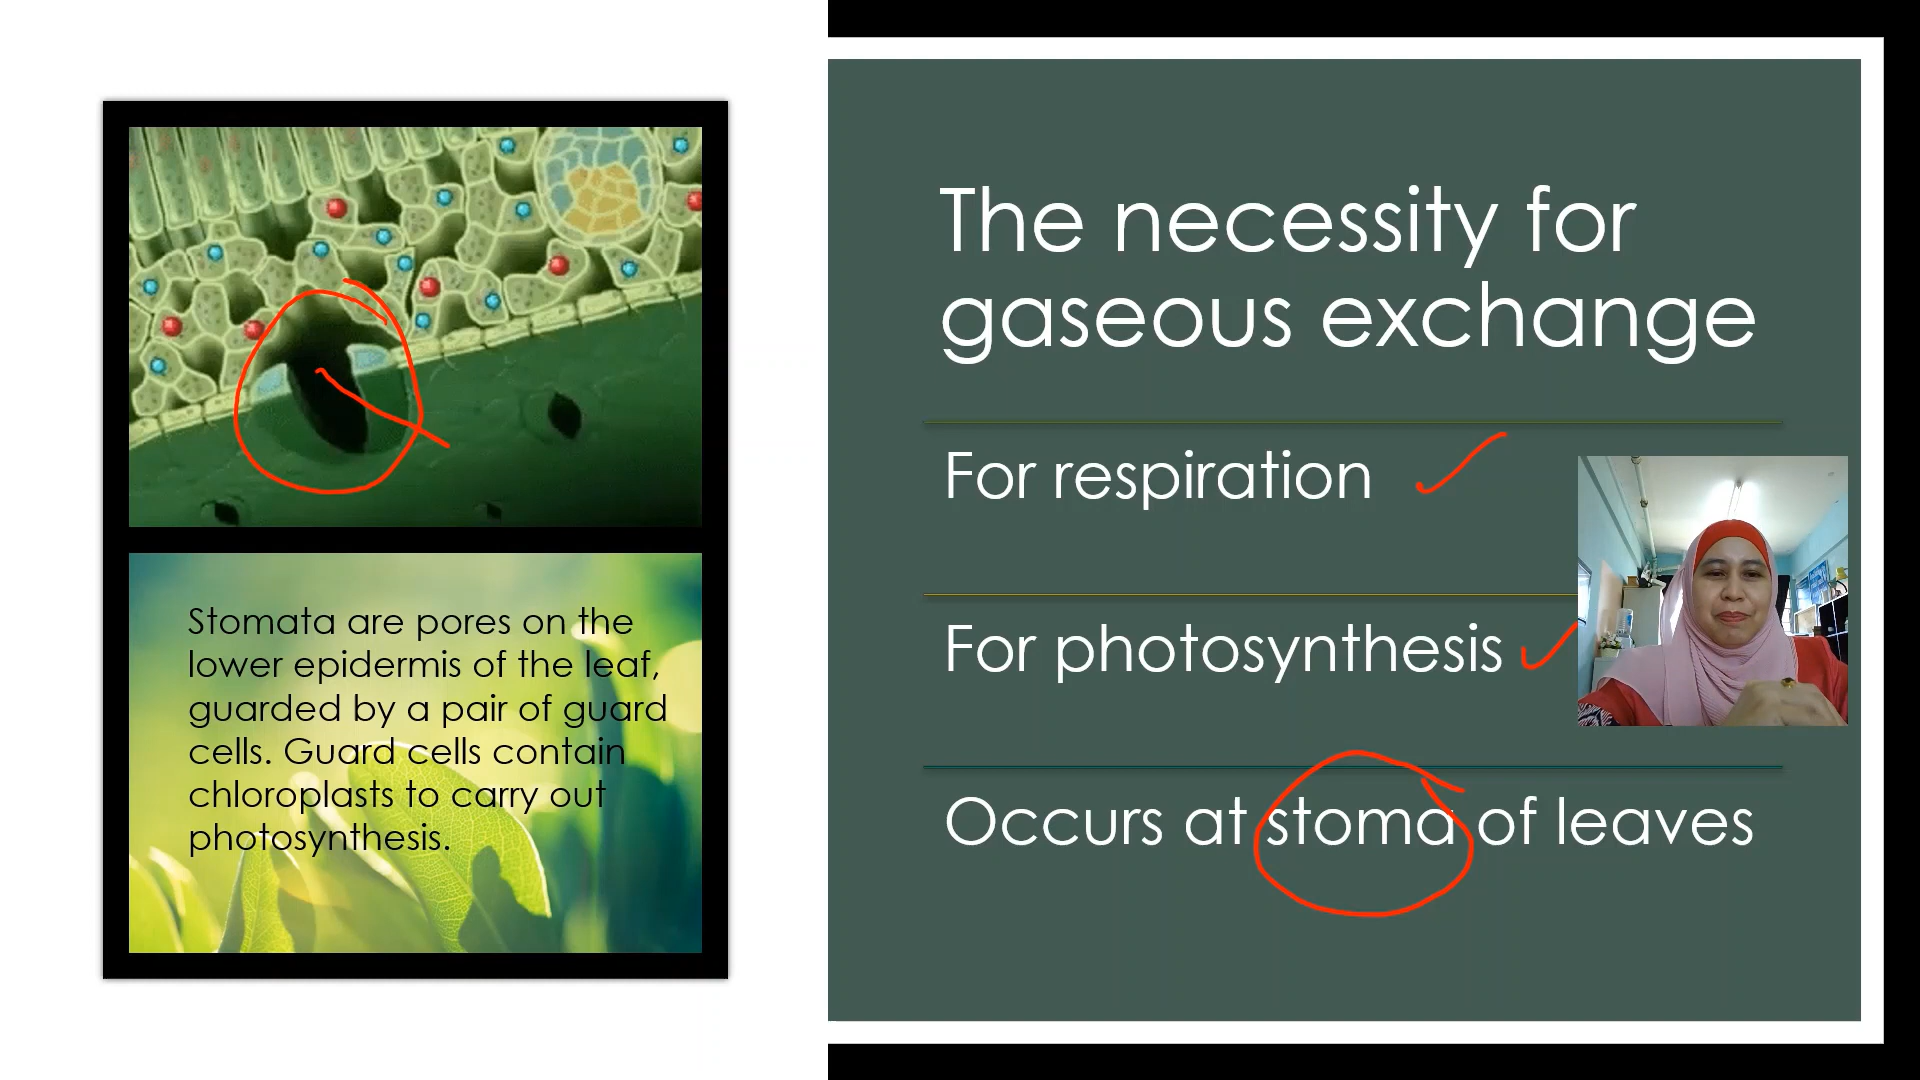 The necessity for
gaseous exchange
For respiration
For photosynthesis
Occurs at stoma of leaves
Stomata are pores on the
lower epidermis of the leaf,
guarded by a pair of guard
cells. Guard cells contain
chloroplasts to carry out
photosynthesis.